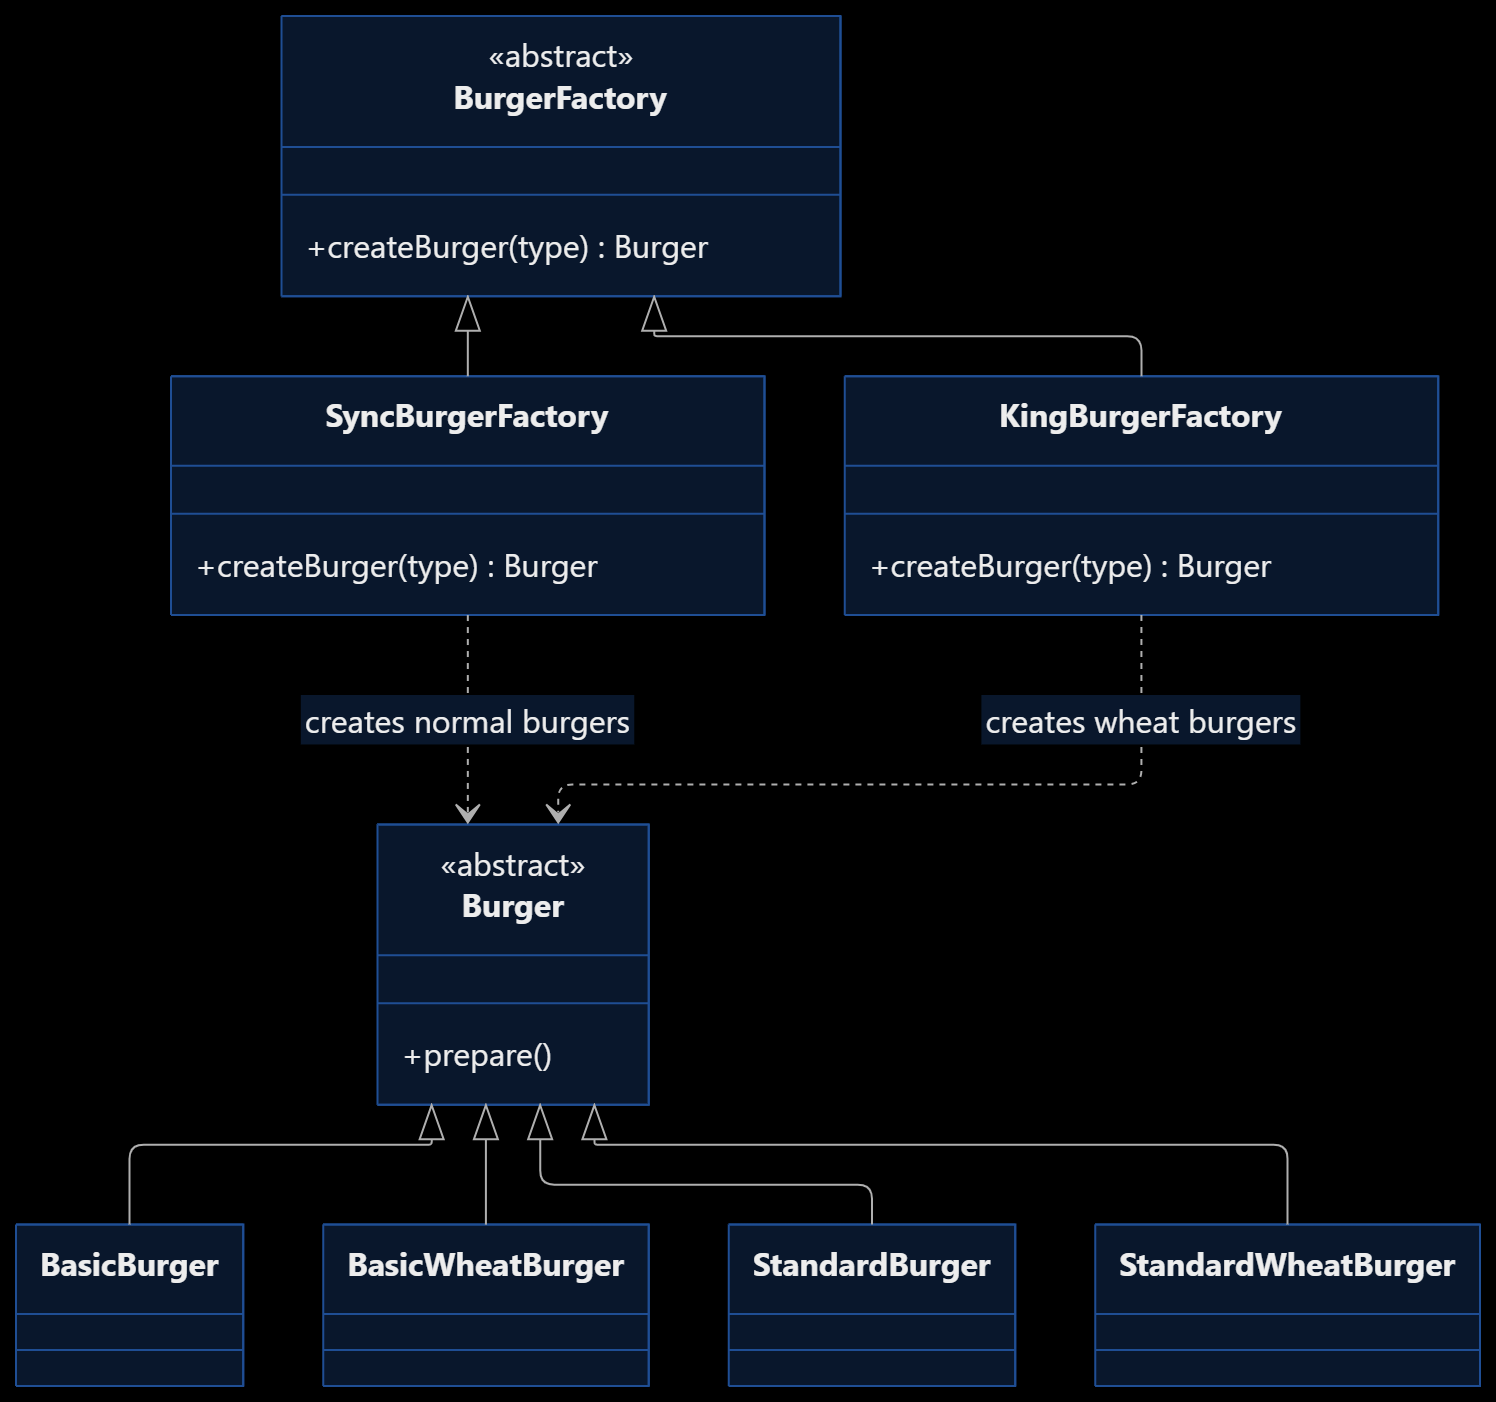 «abstract»
BurgerFactory
+createBurger(type) : Burger
SyncBurgerFactory
KingBurgerFactory
+createBurger(type) : Burger
+createBurger(type) : Burger
creates normal burgers
creates wheat burgers
«abstract»
Burger
+prepare()
BasicBurger
BasicWheatBurger
StandardBurger
StandardWheatBurger